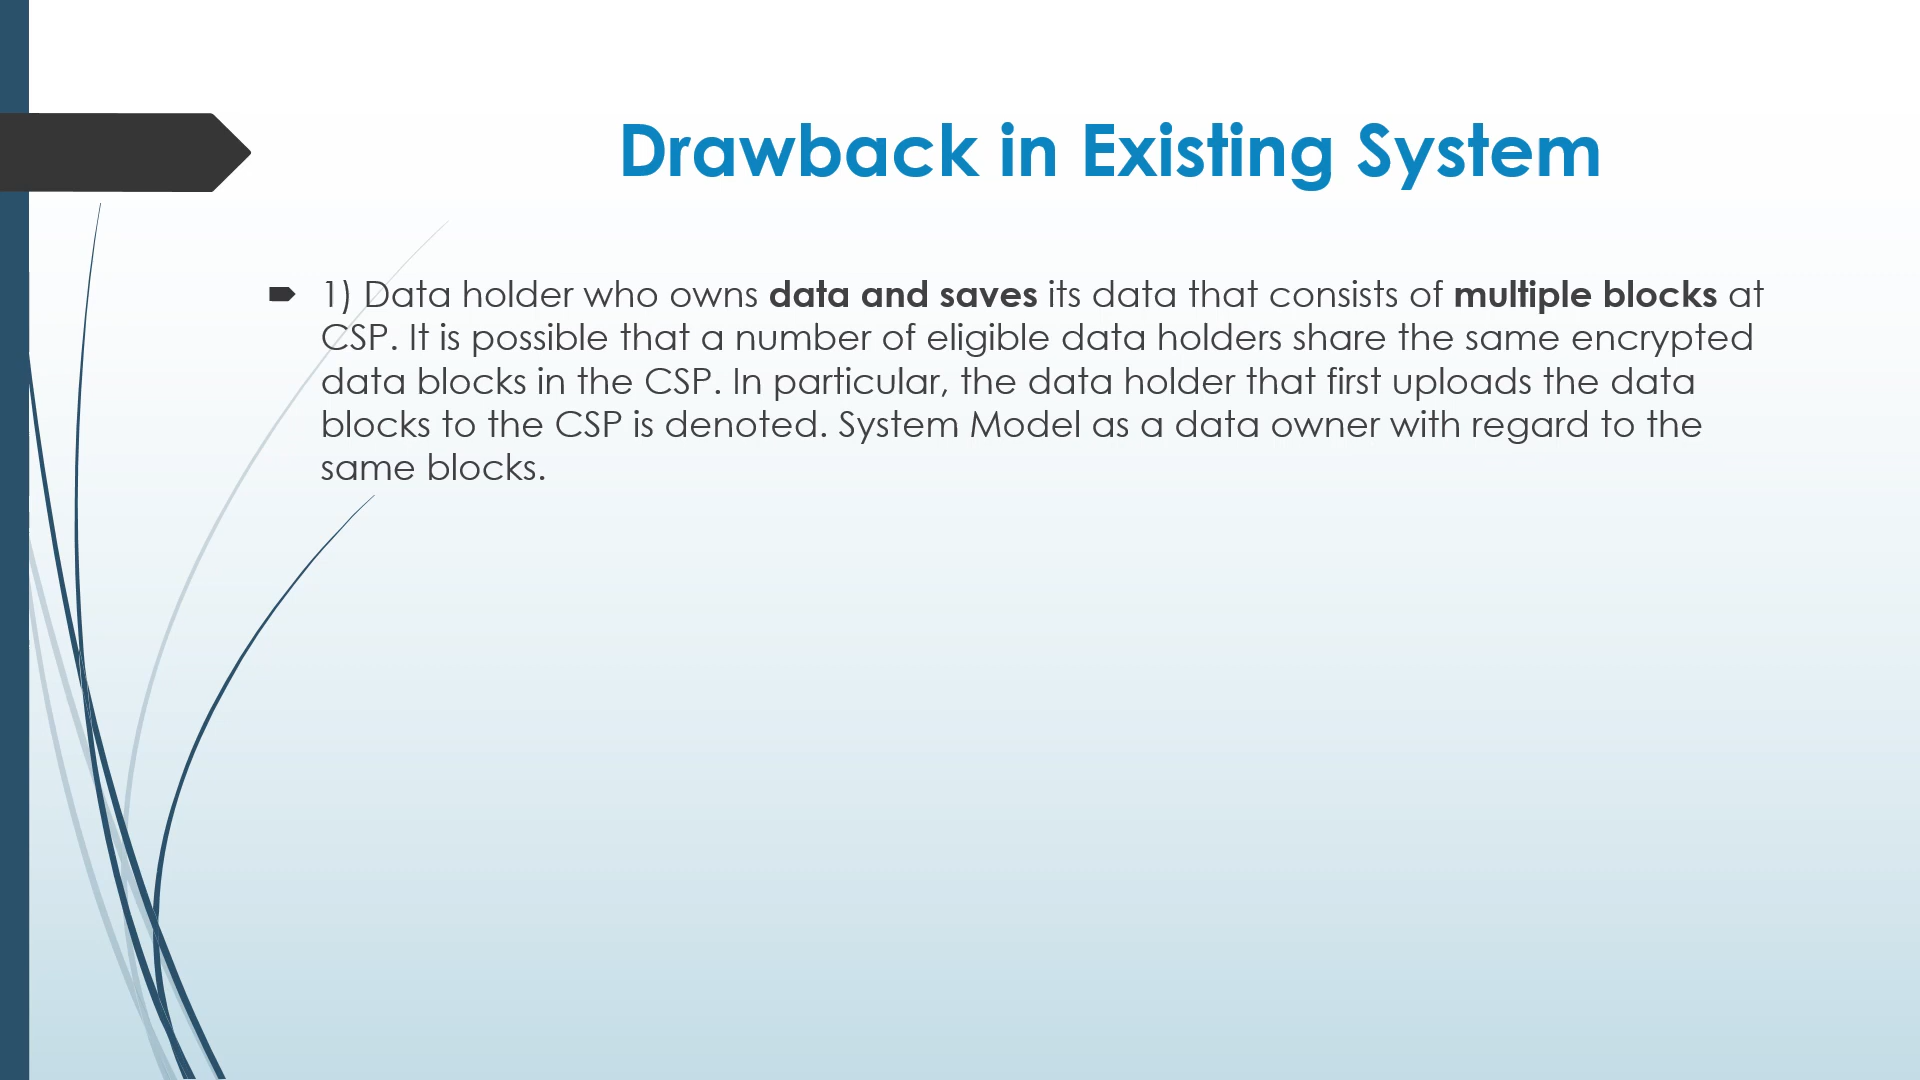 Drawback in Existing System
1) Data holder who owns data and saves its data that consists of multiple blocks at
CSP. It is possible that a number of eligible data holders share the same encrypted
data blocks in the CSP. In particular, the data holder that first uploads the data
blocks to the CSP is denoted. System Model as a data owner with regard to the
same blocks.